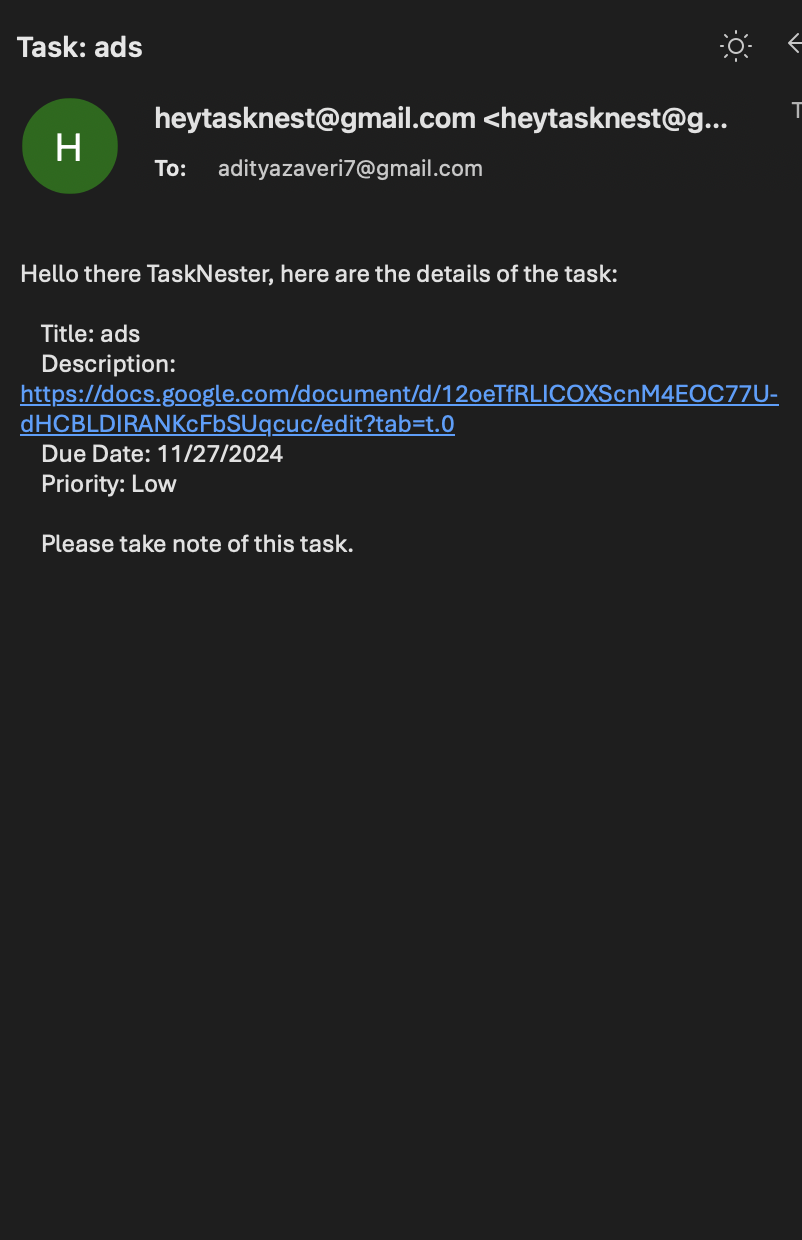 Task: ads
H
heytasknest@gmail.com <heytasknest@g...
T
To: adityazaveri7@gmail.com
Hello there TaskNester, here are the details of the task:
Title: ads
Description:
https://docs.google.com/document/d/12oeTfRLICOXScnM4EOC77U-
dHCBLDIRANKcFbSUqcuc/edit?tab=t.0
Due Date: 11/27/2024
Priority: Low
Please take note of this task.